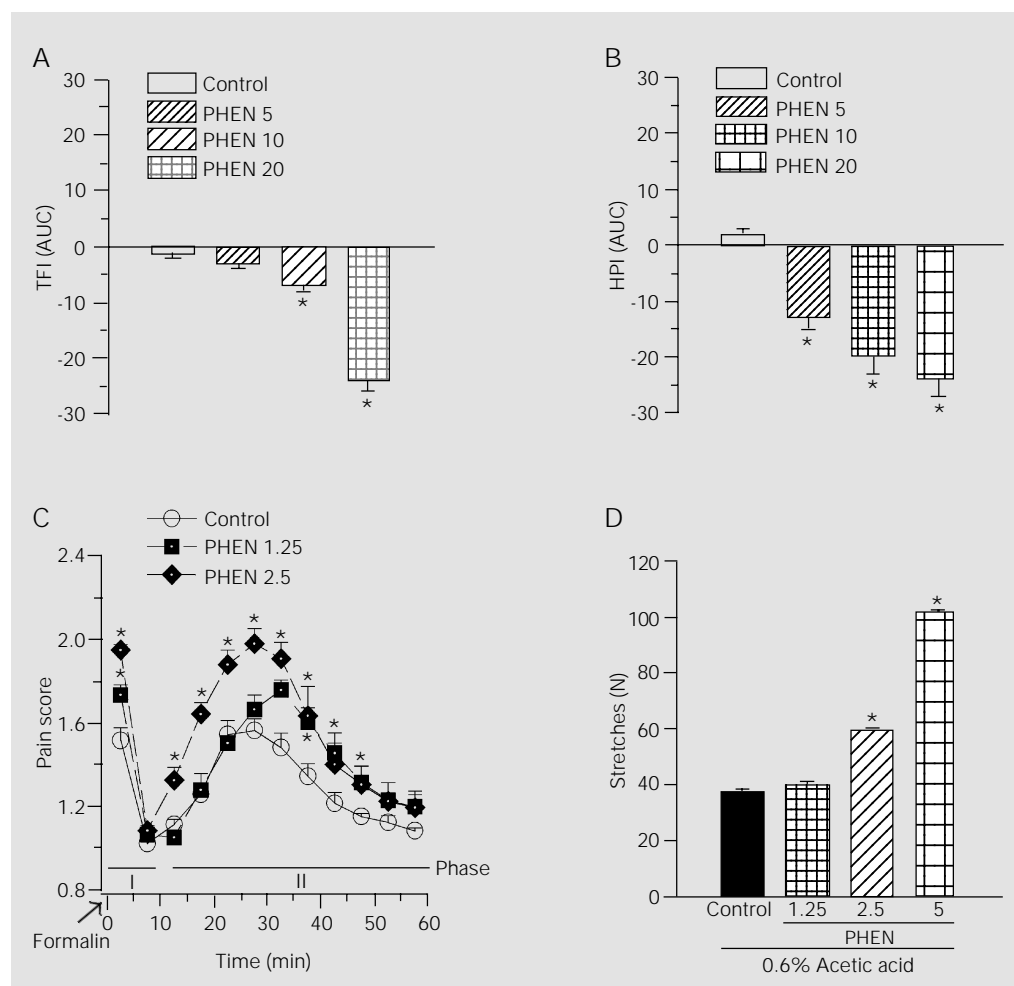 A
30
20
10
0
-10
-20
-30
TFI (AUC)
Control
PHEN 5
PHEN 10
PHEN 20
*
*
B
30
20
10
0
-10
-20
-30
HPI (AUC)
Control
PHEN 5
PHEN 10
PHEN 20
*
*
*
C
Control
PHEN 1.25
PHEN 2.5
2.4
2.0
1.6
1.2
0.8
Pain score
* * * * * * * * * * *
I
II
Phase
0 10 20 30 40 50 60
Formalin
Time (min)
D
120
100
80
60
40
20
0
Stretches (N)
*
*
Control 1.25 2.5 5
PHEN
0.6% Acetic acid